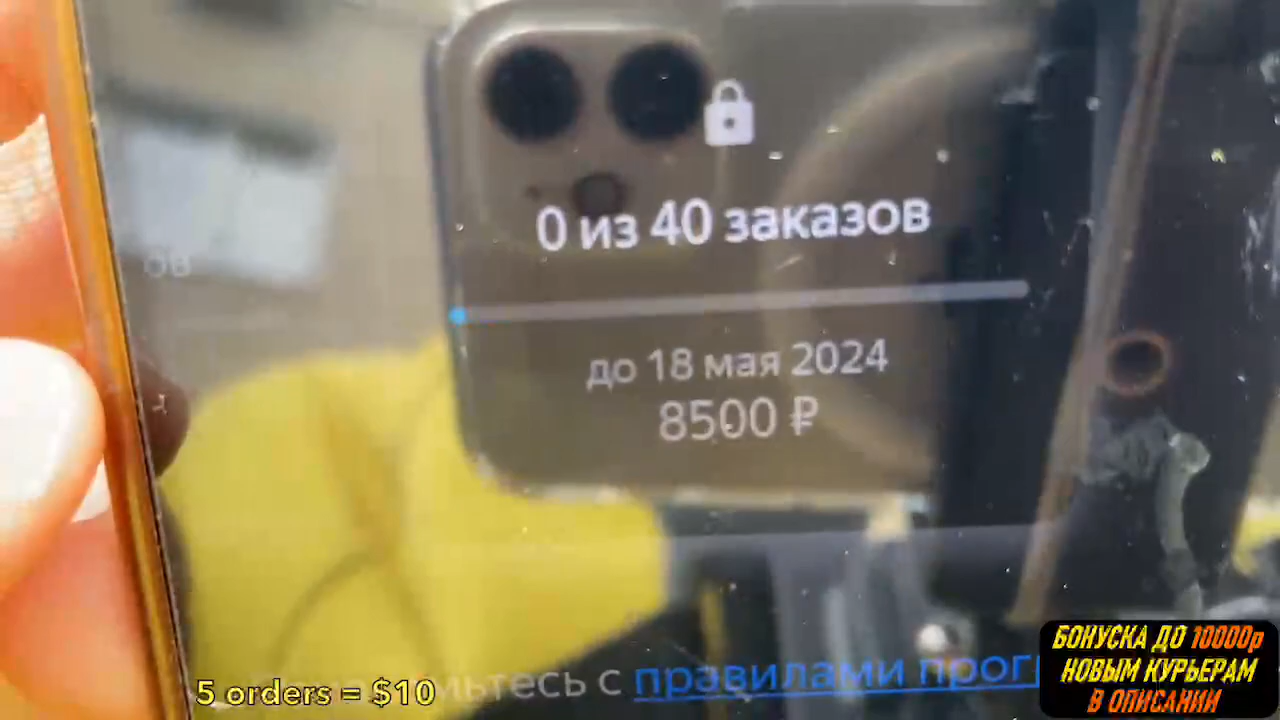 0 из 40 заказов
ов
до 18 мая 2024
8500 ₽
с правилами
5 orders = $10
БОНУСКА ДО 10000р
НОВЫМ КУРЬЕРАМ
В ОПИСАНИИ